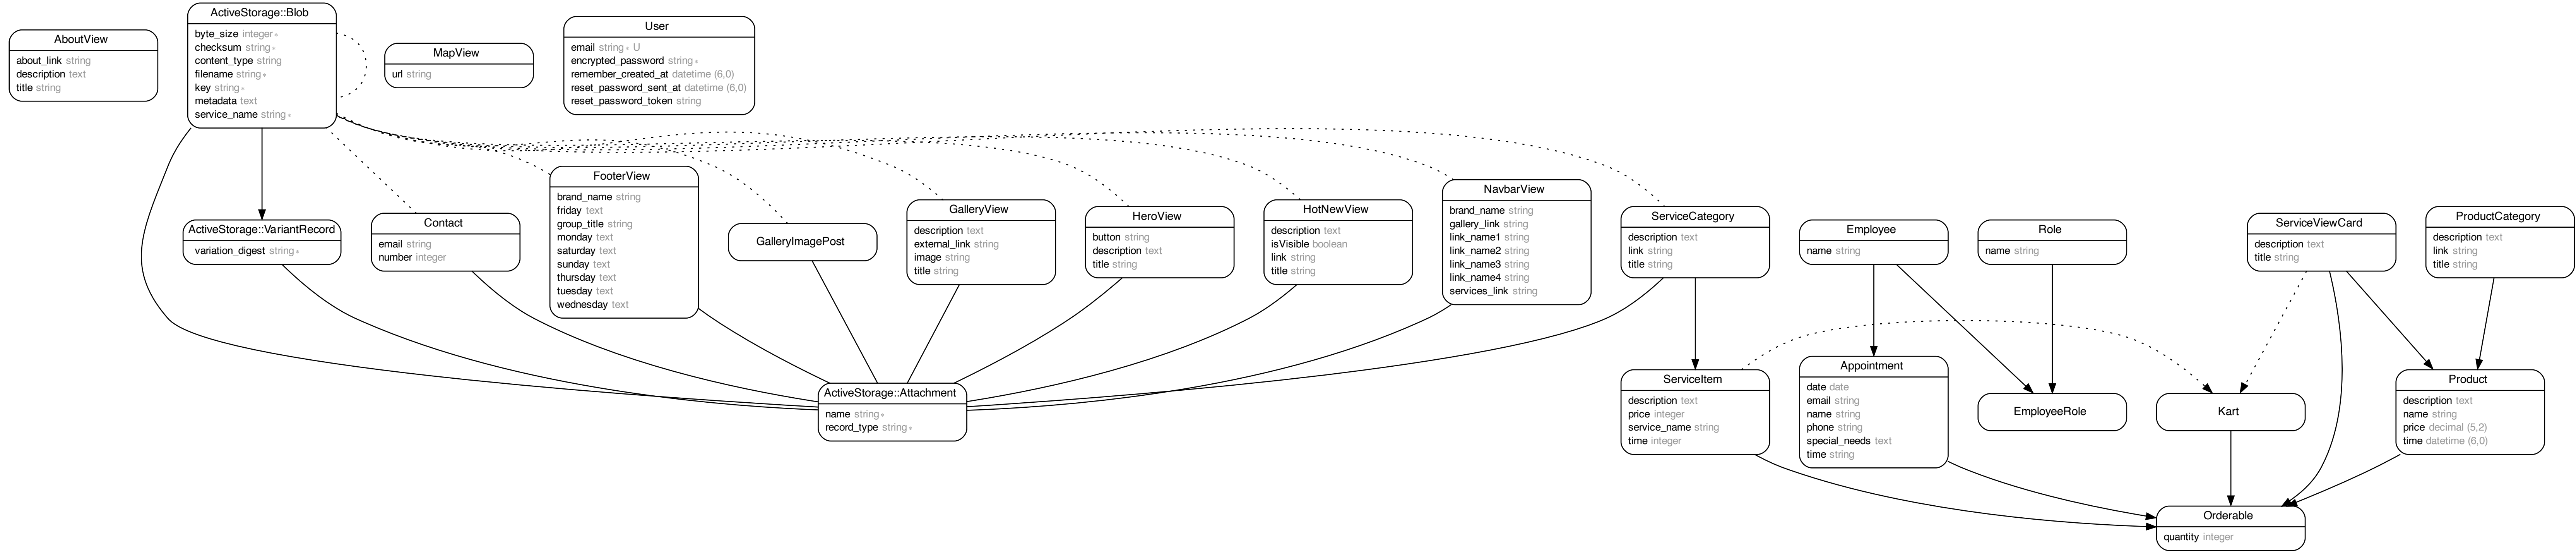 ActiveStorage::Blob
byte_size integer∗
checksum string∗
content_type string
filename string∗
key string∗
metadata text
service_name string∗
User
email string∗ U
encrypted_password string∗
remember_created_at datetime (6,0)
reset_password_sent_at datetime (6,0)
reset_password_token string
AboutView
about_link string
description text
title string
MapView
url string
FooterView
brand_name string
friday text
group_title string
monday text
saturday text
sunday text
thursday text
tuesday text
wednesday text
NavbarView
brand_name string
gallery_link string
link_name1 string
link_name2 string
link_name3 string
link_name4 string
services_link string
GalleryView
description text
external_link string
image string
title string
HotNewView
description text
isVisible boolean
link string
title string
HeroView
button string
description text
title string
ServiceCategory
description text
link string
title string
ProductCategory
description text
link string
title string
Contact
email string
number integer
ServiceViewCard
description text
title string
ActiveStorage::VariantRecord
variation_digest string∗
Employee
name string
Role
name string
GalleryImagePost
Appointment
date date
email string
name string
phone string
special_needs text
time string
ServiceItem
description text
price integer
service_name string
time integer
Product
description text
name string
price decimal (5,2)
time datetime (6,0)
ActiveStorage::Attachment
name string∗
record_type string∗
EmployeeRole
Kart
Orderable
quantity integer